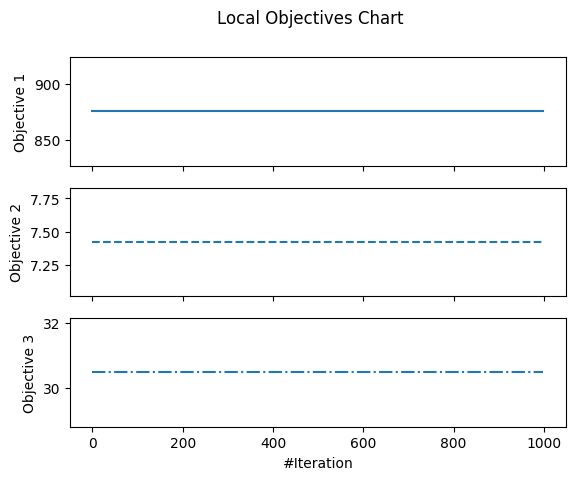 Local Objectives Chart
Objective 1
900
850
Objective 2
7.75
7.50
7.25
Objective 3
32
30
0 200 400 600 800 1000
#Iteration